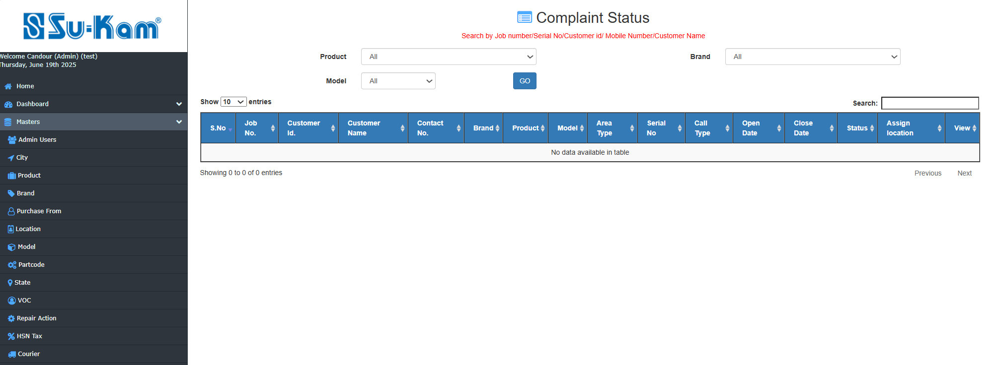 Su-Kam®
Welcome Candour (Admin) (test)
Thursday, June 19th 2025
Home
Dashboard
Masters
Admin Users
City
Product
Brand
Purchase From
Location
Model
Partcode
State
VOC
Repair Action
HSN Tax
Courier
Complaint Status
Search by Job number/Serial No/Customer id/ Mobile Number/Customer Name
Product All Brand All
Model All GO
Show 10 entries Search:
S.No Job No. Customer Id. Customer Name Contact No. Brand Product Model Area Type Serial No Call Type Open Date Close Date Status Assign location View
No data available in table
Showing 0 to 0 of 0 entries Previous Next